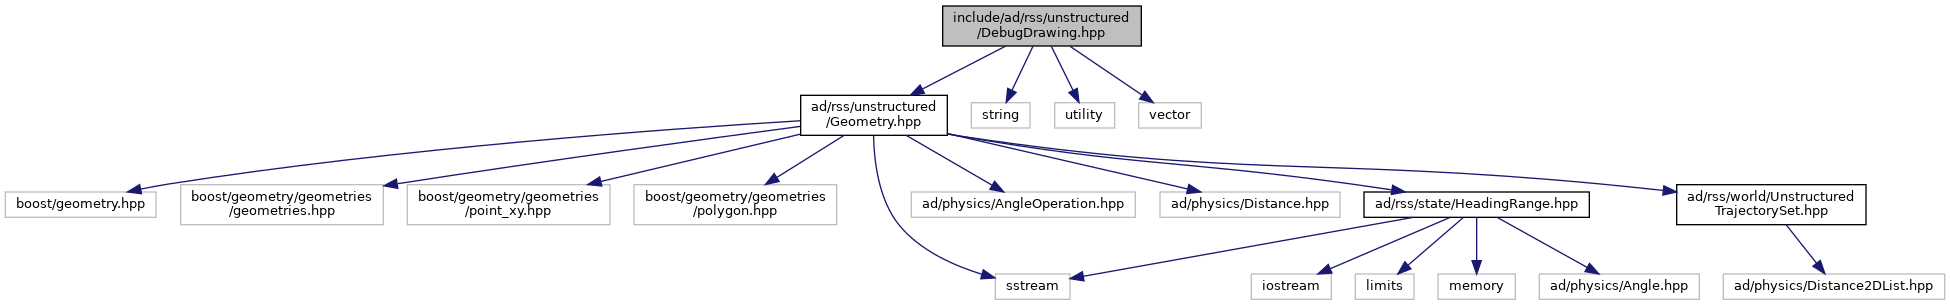 include/ad/rss/unstructured
/DebugDrawing.hpp
ad/rss/unstructured
/Geometry.hpp
string
utility
vector
boost/geometry.hpp
boost/geometry/geometries
/geometries.hpp
boost/geometry/geometries
/point_xy.hpp
boost/geometry/geometries
/polygon.hpp
ad/physics/AngleOperation.hpp
ad/physics/Distance.hpp
ad/rss/state/HeadingRange.hpp
ad/rss/world/Unstructured
TrajectorySet.hpp
sstream
iostream
limits
memory
ad/physics/Angle.hpp
ad/physics/Distance2DList.hpp